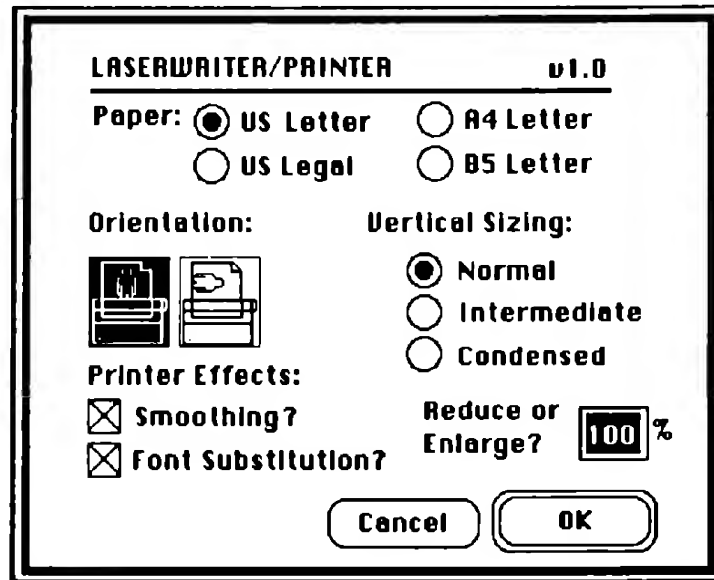 LASERWRITER/PRINTER v1.0
Paper: US Letter A4 Letter
US Legal B5 Letter
Orientation: Vertical Sizing:
Normal
Intermediate
Condensed
Printer Effects:
Smoothing?
Font Substitution?
Reduce or
Enlarge? 100 %
Cancel OK